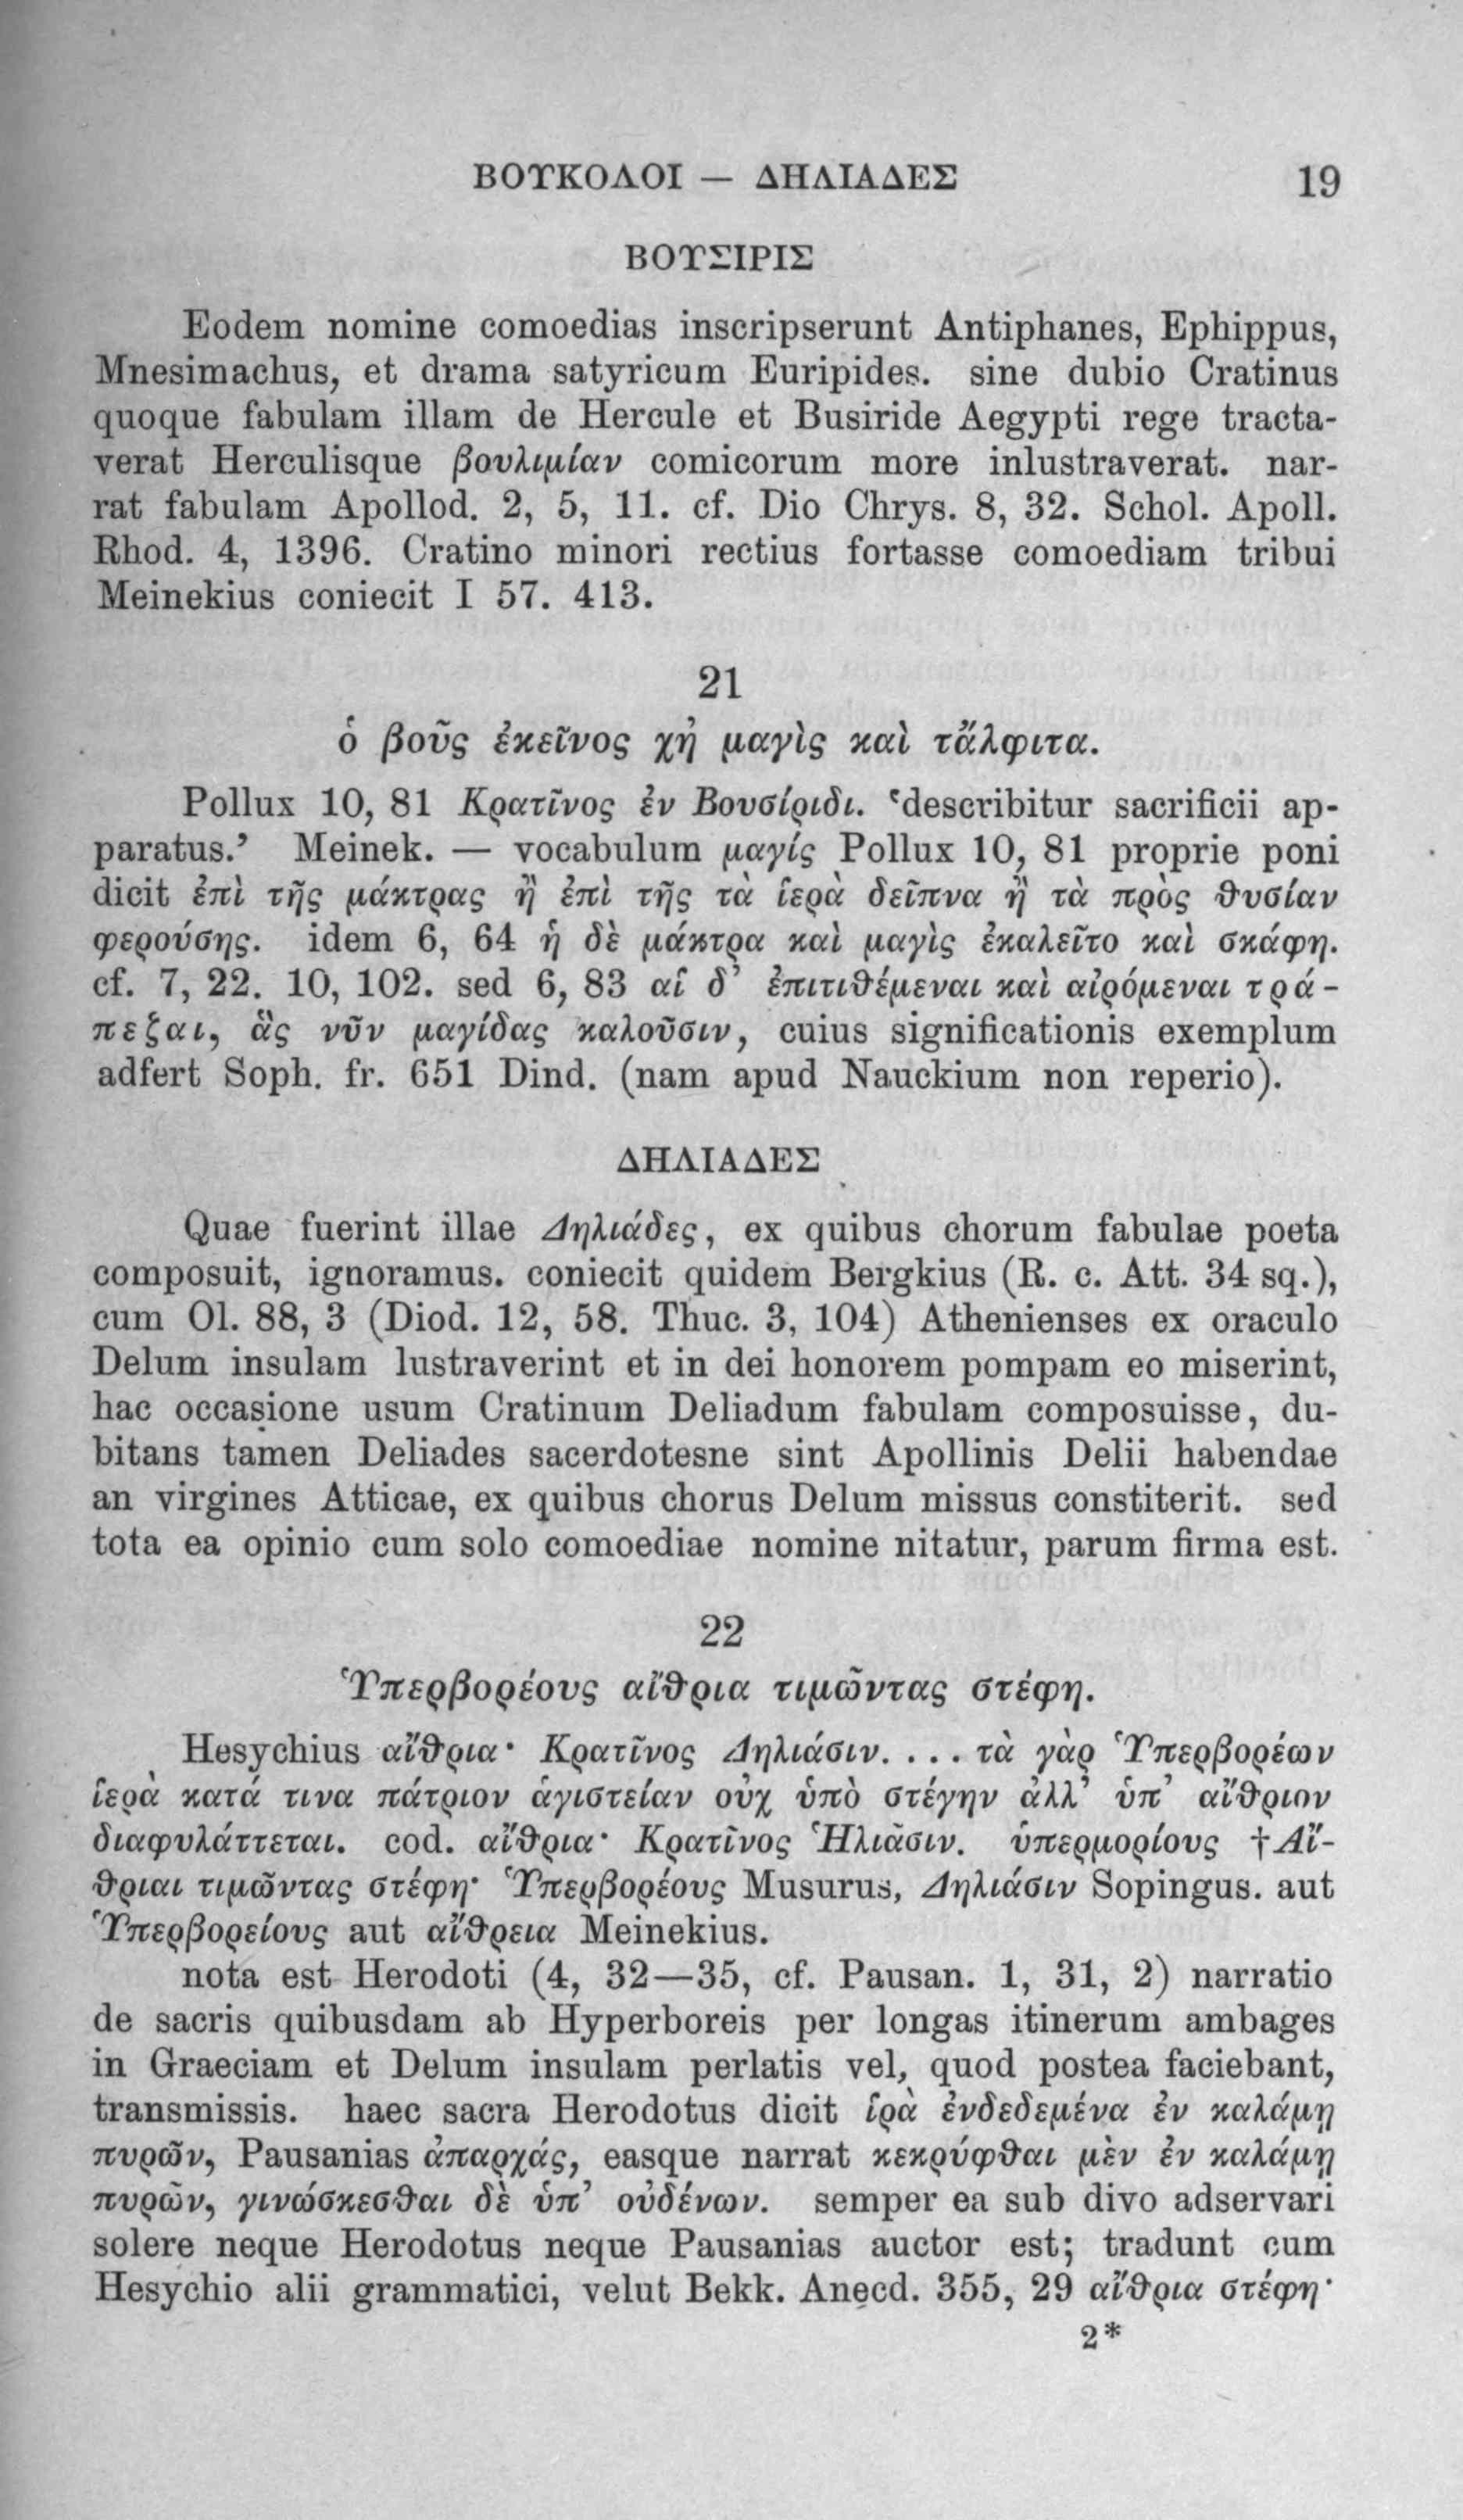 ΒΟΥΚΟΛΟΙ — ΔΗΛΙΑΔΕΣ 19
ΒΟΥΣΙΡΙΣ
Eodem nomine comoedias inscripserunt Antiphanes, Ephippus,
Mnesimachus, et drama satyricum Euripides. sine dubio Cratinus
quoque fabulam illam de Hercule et Busiride Aegypti rege tracta-
verat Herculisque βουλιμίαν comicorum more inlustraverat. nar-
rat fabulam Apollod. 2, 5, 11. cf. Dio Chrys. 8, 32. Schol. Apoll.
Rhod. 4, 1396. Cratino minori rectius fortasse comoediam tribui
Meinekius coniecit I 57. 413.
21
ὁ βοῦς ἐκεῖνος χἠ μαγὶς καὶ τἄλφιτα.
Pollux 10, 81 Κρατῖνος ἐν Βουσίριδι. ‘describitur sacrificii ap-
paratus.’ Meinek. — vocabulum μαγίς Pollux 10, 81 proprie poni
dicit ἐπὶ τῆς μάκτρας ἢ ἐπὶ τῆς τὰ ἱερὰ δεῖπνα ἢ τὰ πρὸς θυσίαν
φερούσης. idem 6, 64 ἡ δὲ μάκτρα καὶ μαγὶς ἐκαλεῖτο καὶ σκάφη.
cf. 7, 22. 10, 102. sed 6, 83 αἱ δ’ ἐπιτιθέμεναι καὶ αἰρόμεναι τρά-
πεζαι, ἃς νῦν μαγίδας καλοῦσιν, cuius significationis exemplum
adfert Soph. fr. 651 Dind. (nam apud Nauckium non reperio).
ΔΗΛΙΑΔΕΣ
Quae fuerint illae Δηλιάδες, ex quibus chorum fabulae poeta
composuit, ignoramus. coniecit quidem Bergkius (R. c. Att. 34 sq.),
cum Ol. 88, 3 (Diod. 12, 58. Thuc. 3, 104) Athenienses ex oraculo
Delum insulam lustraverint et in dei honorem pompam eo miserint,
hac occasione usum Cratinum Deliadum fabulam composuisse, du-
bitans tamen Deliades sacerdotesne sint Apollinis Delii habendae
an virgines Atticae, ex quibus chorus Delum missus constiterit. sed
tota ea opinio cum solo comoediae nomine nitatur, parum firma est.
22
Ὑπερβορέους αἴθρια τιμῶντας στέφη.
Hesychius αἴθρια· Κρατῖνος Δηλιάσιν. ... τὰ γὰρ Ὑπερβορέων
ἱερὰ κατά τινα πάτριον ἁγιστείαν οὐχ ὑπὸ στέγην ἀλλ’ ὑπ’ αἴθριον
διαφυλάττεται. cod. αἴθρια· Κρατῖνος Ἡλιᾶσιν. ὑπερμορίους †Αἴ-
θριαι τιμῶντας στέφη· Ὑπερβορέους Musurus, Δηλιάσιν Sopingus. aut
Ὑπερβορείους aut αἴθρεια Meinekius.
nota est Herodoti (4, 32—35, cf. Pausan. 1, 31, 2) narratio
de sacris quibusdam ab Hyperboreis per longas itinerum ambages
in Graeciam et Delum insulam perlatis vel, quod postea faciebant,
transmissis. haec sacra Herodotus dicit ἱρὰ ἐνδεδεμένα ἐν καλάμῃ
πυρῶν, Pausanias ἀπαρχάς, easque narrat κεκρύφθαι μὲν ἐν καλάμῃ
πυρῶν, γινώσκεσθαι δὲ ὑπ’ οὐδένων. semper ea sub divo adservari
solere neque Herodotus neque Pausanias auctor est; tradunt cum
Hesychio alii grammatici, velut Bekk. Anecd. 355, 29 αἴθρια στέφη·
2*